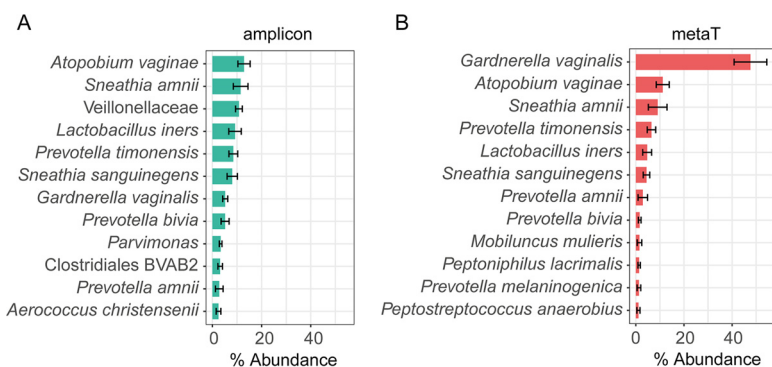 A
amplicon
Atopobium vaginae
Sneathia amnii
Veillonellaceae
Lactobacillus iners
Prevotella timonensis
Sneathia sanguinegens
Gardnerella vaginalis
Prevotella bivia
Parvimonas
Clostridiales BVAB2
Prevotella amnii
Aerococcus christensenii
0 20 40
% Abundance
B
metaT
Gardnerella vaginalis
Atopobium vaginae
Sneathia amnii
Prevotella timonensis
Lactobacillus iners
Sneathia sanguinegens
Prevotella amnii
Prevotella bivia
Mobiluncus mulieris
Peptoniphilus lacrimalis
Prevotella melaninogenica
Peptostreptococcus anaerobius
0 20 40
% Abundance